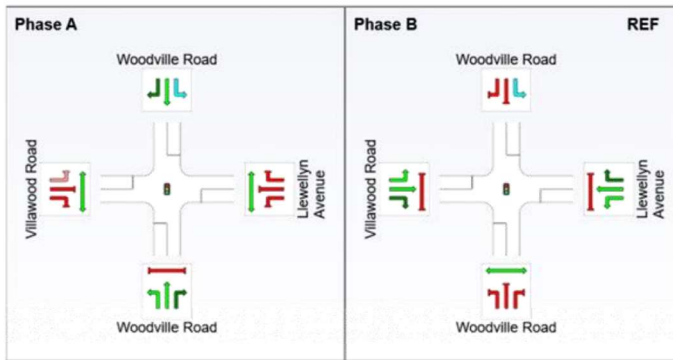 Phase A
Woodville Road
Villawood Road
Llewellyn
Avenue
Woodville Road
Phase B
REF
Woodville Road
Villawood Road
Llewellyn
Avenue
Woodville Road